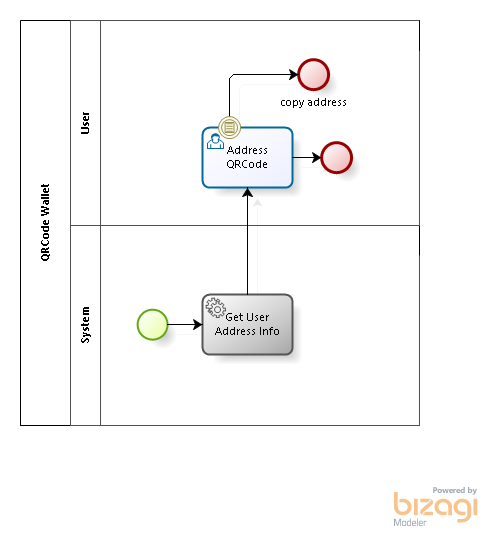 QRCode Wallet
User
copy address
Address
QRCode
System
Get User
Address Info
Powered by
bizagi
Modeler